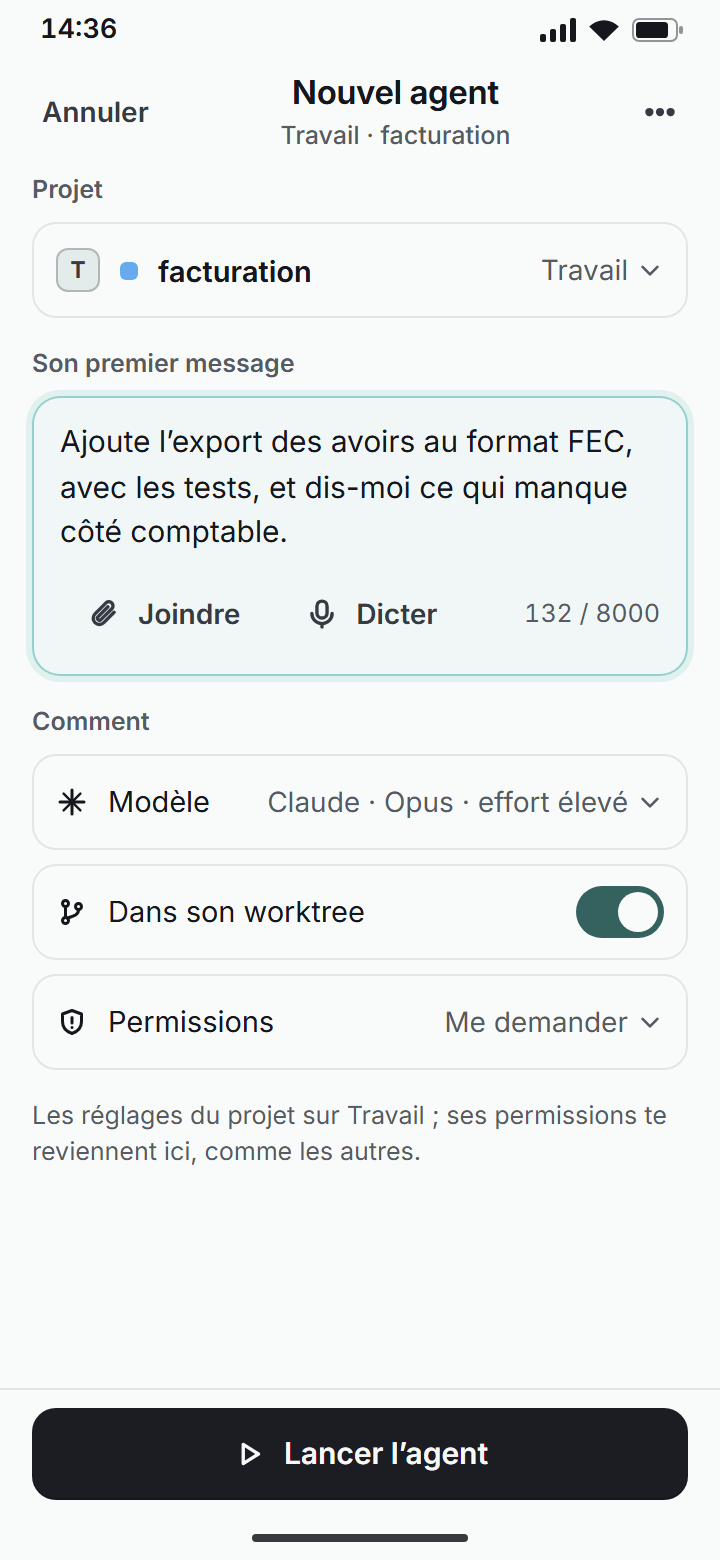 14:36
Annuler
Nouvel agent
Travail · facturation
Projet
T facturation Travail
Son premier message
Ajoute l’export des avoirs au format FEC,
avec les tests, et dis-moi ce qui manque
côté comptable.
Joindre Dicter 132 / 8000
Comment
Modèle Claude · Opus · effort élevé
Dans son worktree
Permissions Me demander
Les réglages du projet sur Travail ; ses permissions te
reviennent ici, comme les autres.
Lancer l’agent